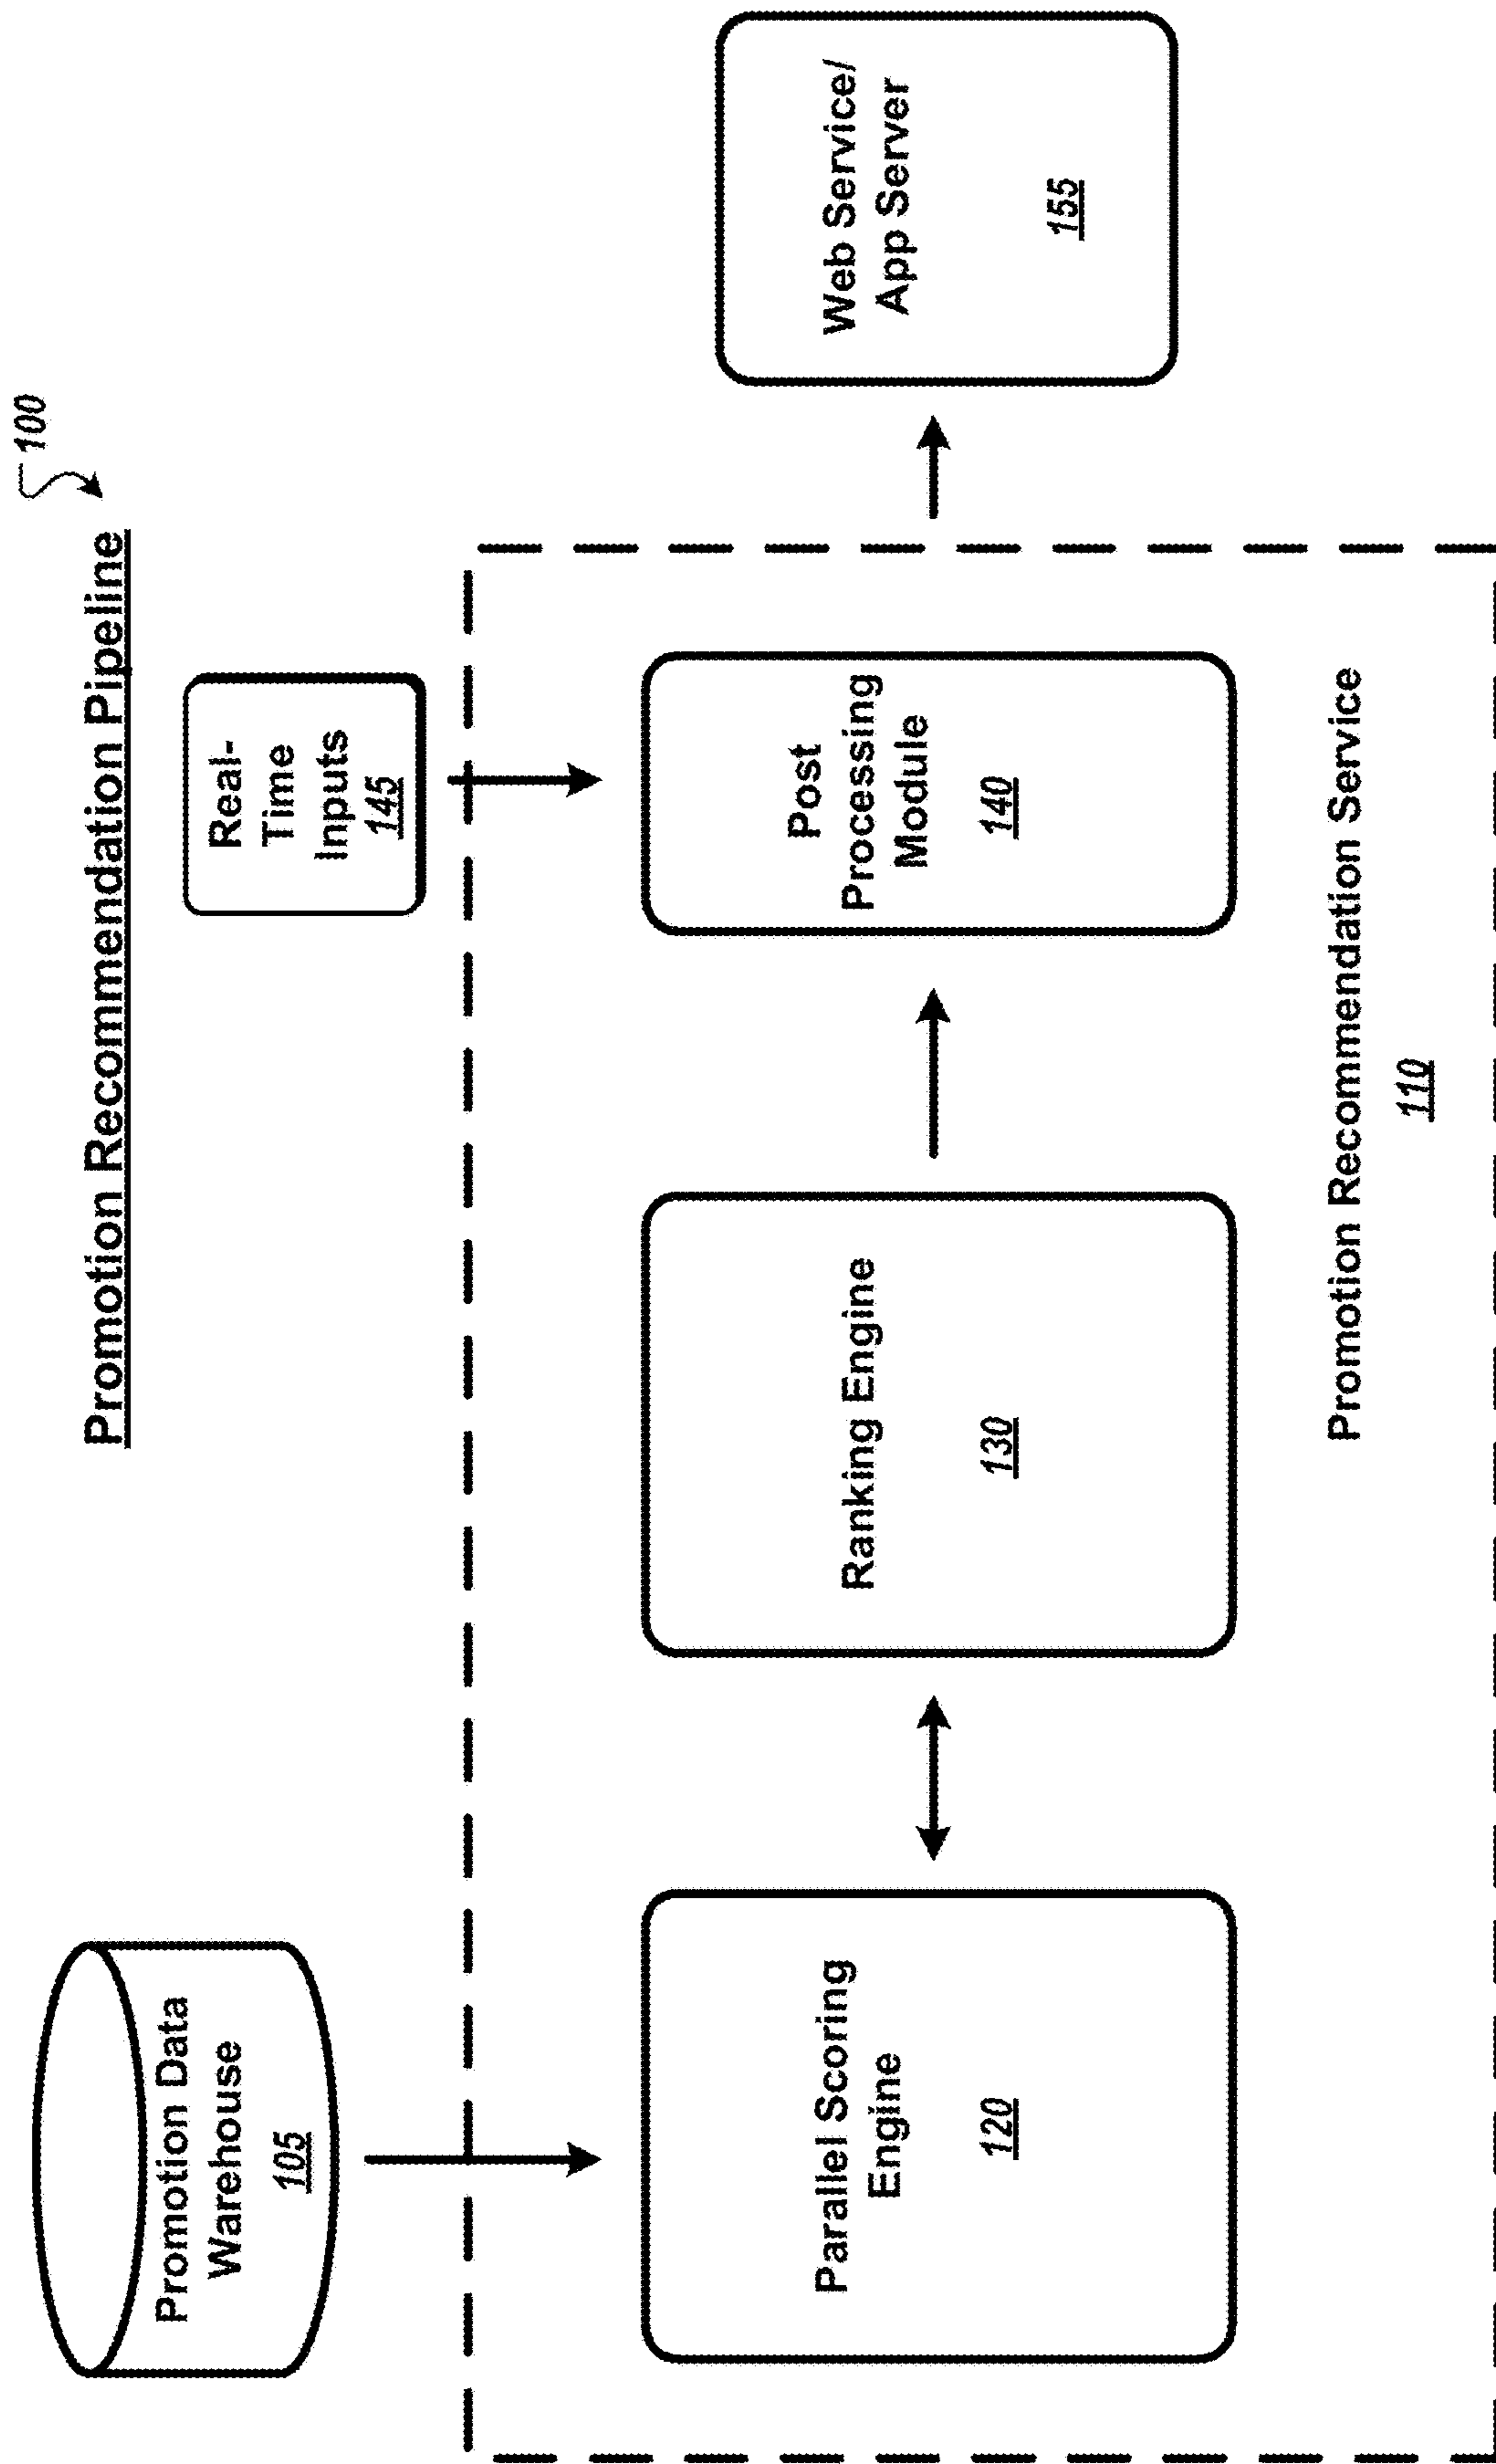 Promotion Recommendation Pipeline
100
Promotion Data
Warehouse
105
Real-
Time
Inputs
145
Parallel Scoring
Engine
120
Ranking Engine
130
Post
Processing
Module
140
Web Service/
App Server
155
Promotion Recommendation Service
110